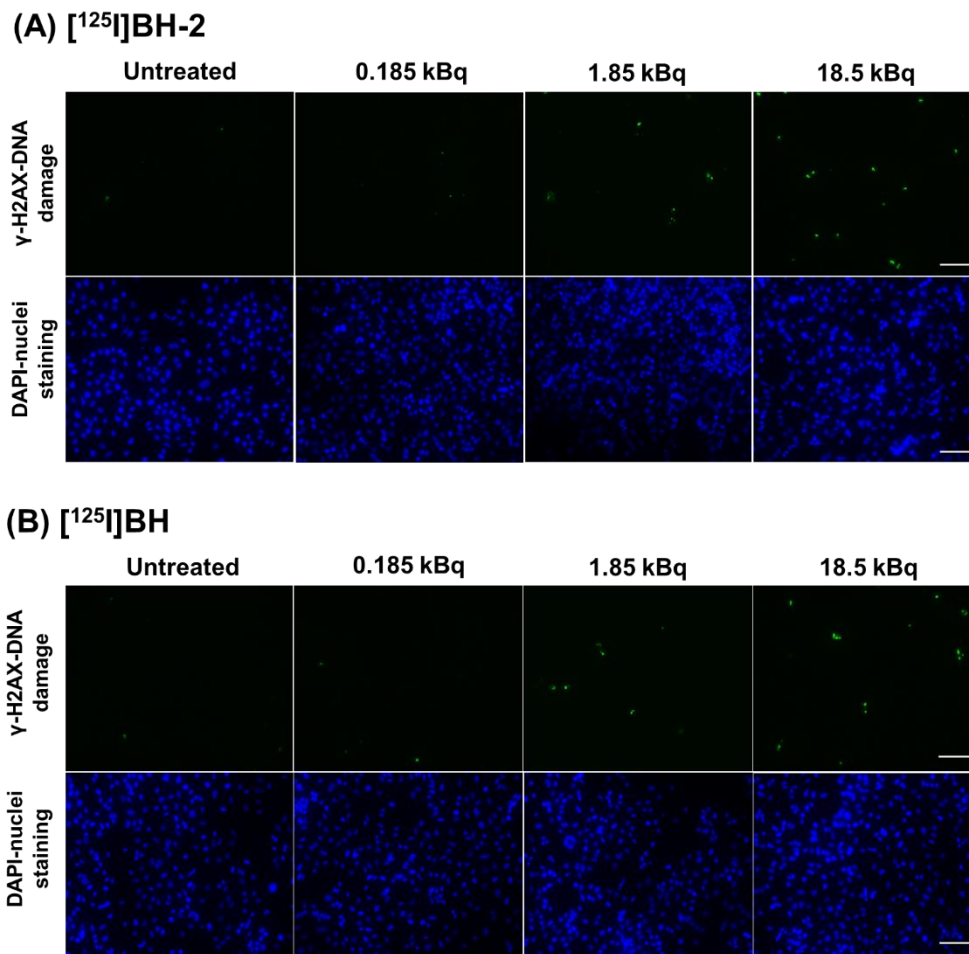 (A) [¹²⁵I]BH-2
Untreated 0.185 kBq 1.85 kBq 18.5 kBq
γ-H2AX-DNA
damage
DAPI-nuclei
staining
(B) [¹²⁵I]BH
Untreated 0.185 kBq 1.85 kBq 18.5 kBq
γ-H2AX-DNA
damage
DAPI-nuclei
staining